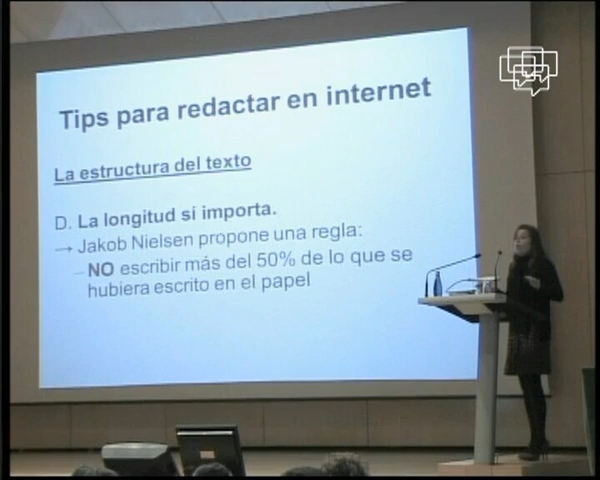 Tips para redactar en internet
La estructura del texto
D. La longitud sí importa.
→ Jakob Nielsen propone una regla:
– NO escribir más del 50% de lo que se
hubiera escrito en el papel